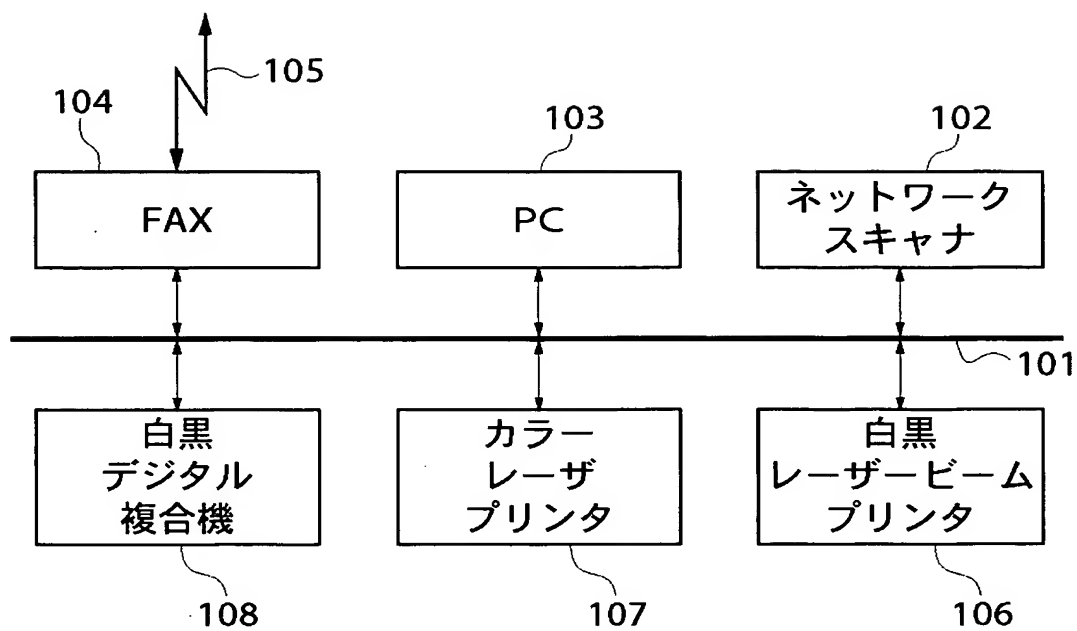 105
104
103
102
FAX
PC
ネットワーク
スキャナ
101
白黒
デジタル
複合機
カラー
レーザ
プリンタ
白黒
レーザービーム
プリンタ
108
107
106